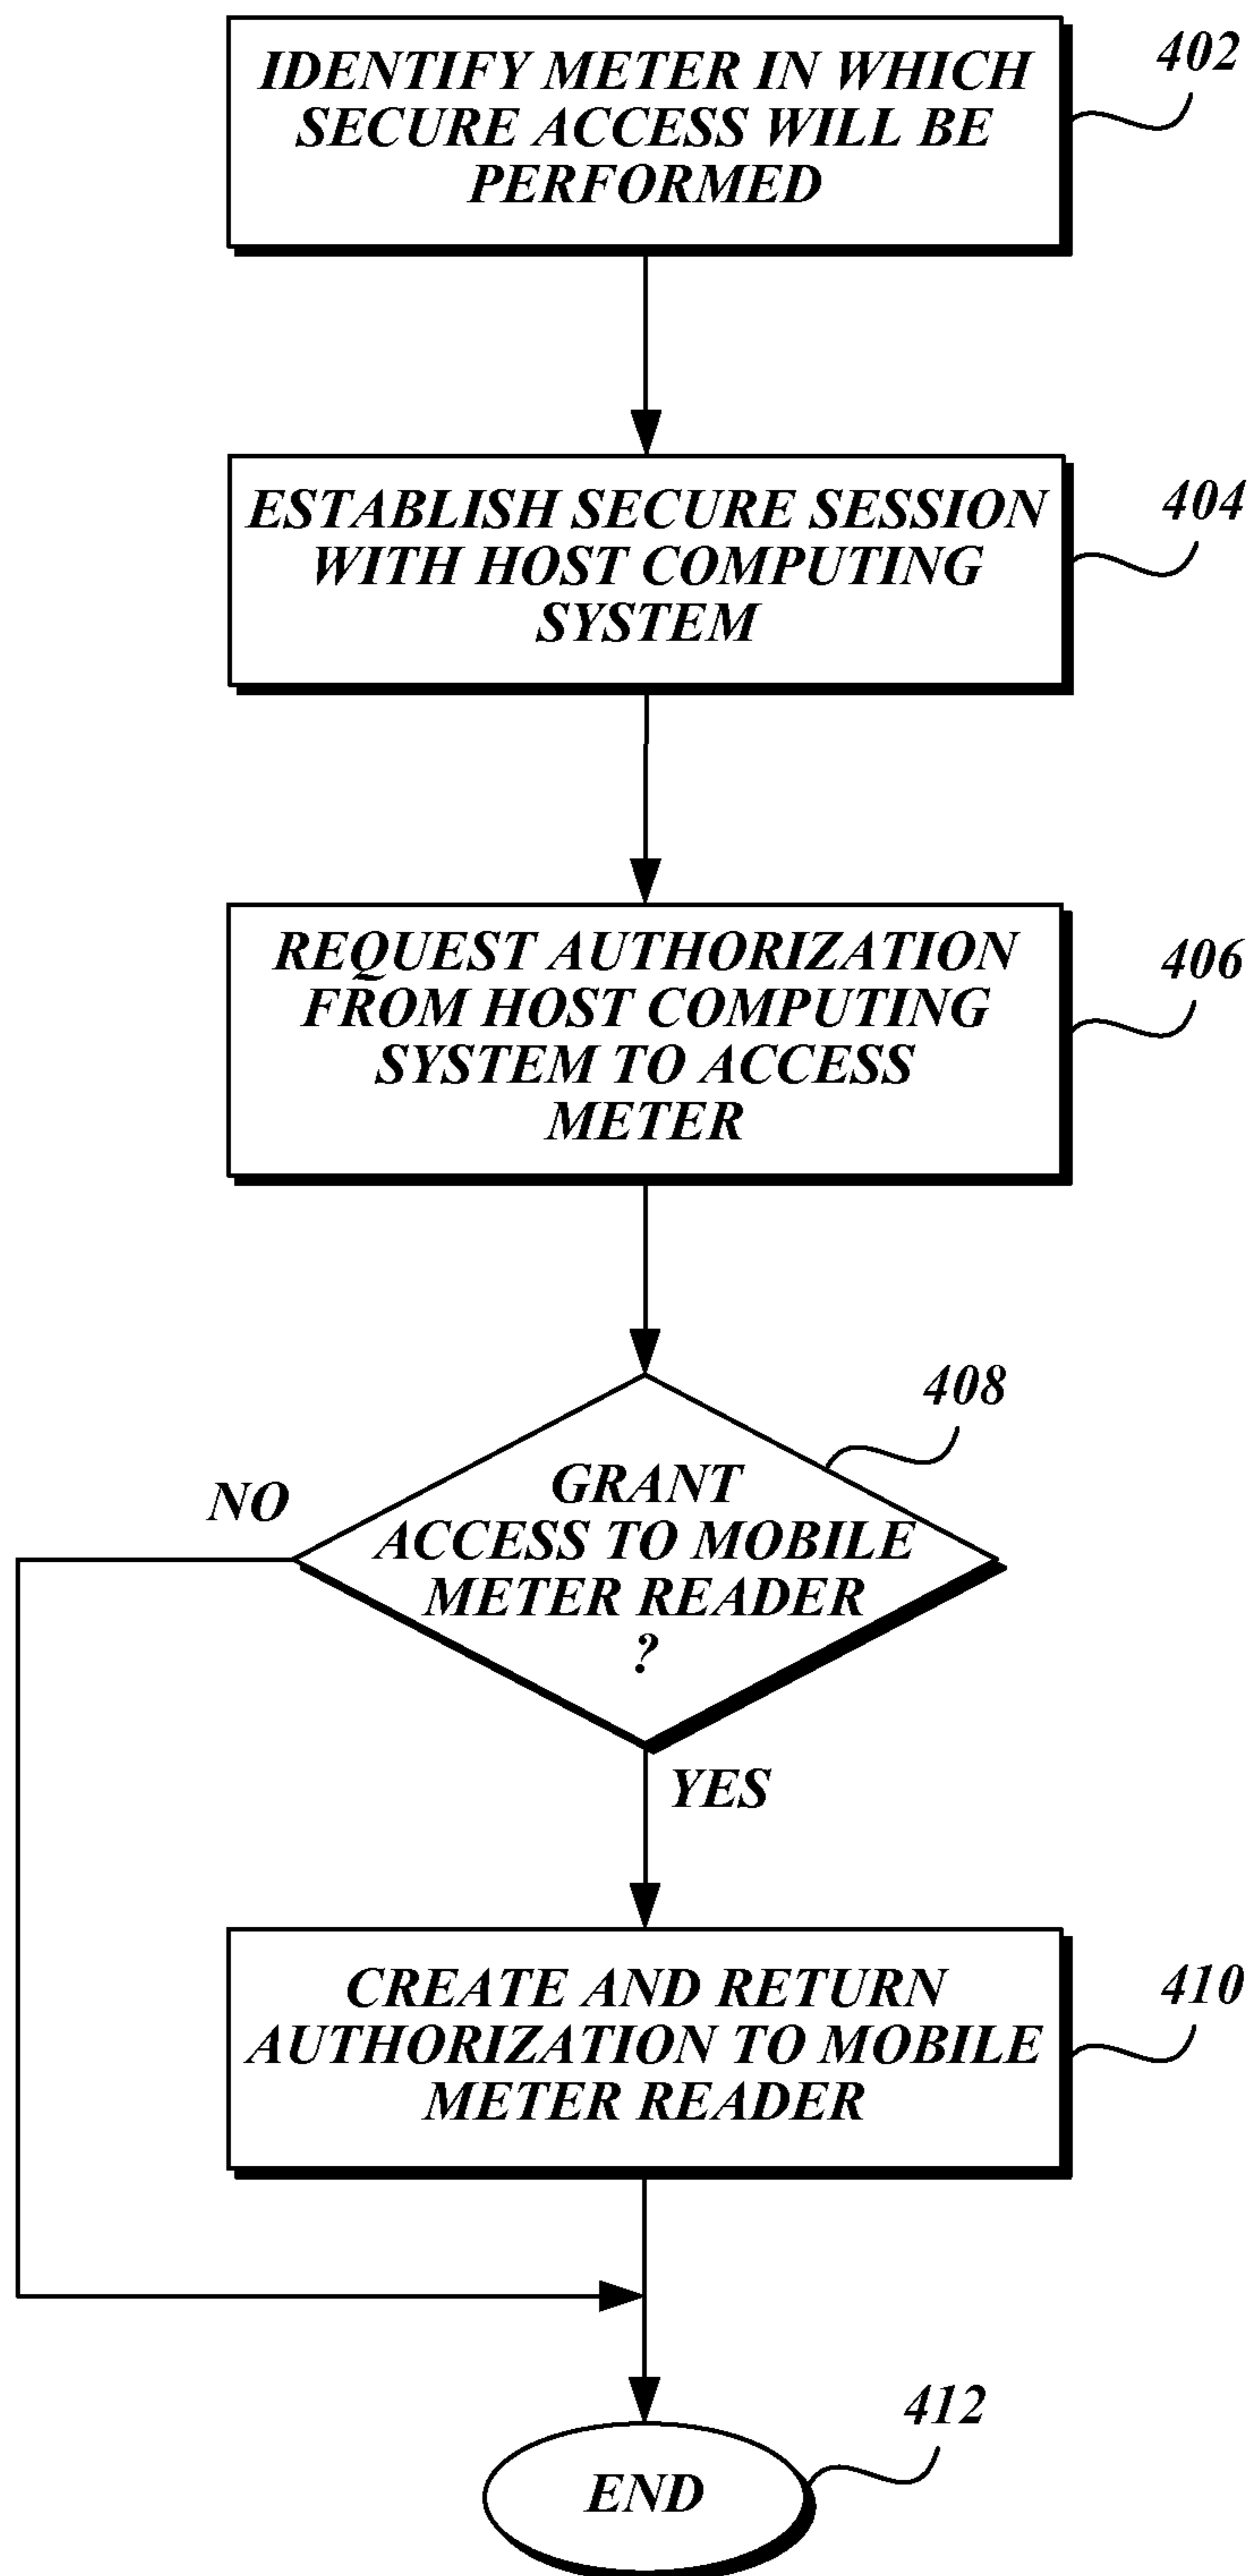 IDENTIFY METER IN WHICH
SECURE ACCESS WILL BE
PERFORMED
402
ESTABLISH SECURE SESSION
WITH HOST COMPUTING
SYSTEM
404
REQUEST AUTHORIZATION
FROM HOST COMPUTING
SYSTEM TO ACCESS
METER
406
408
GRANT
ACCESS TO MOBILE
METER READER
?
NO
YES
CREATE AND RETURN
AUTHORIZATION TO MOBILE
METER READER
410
412
END